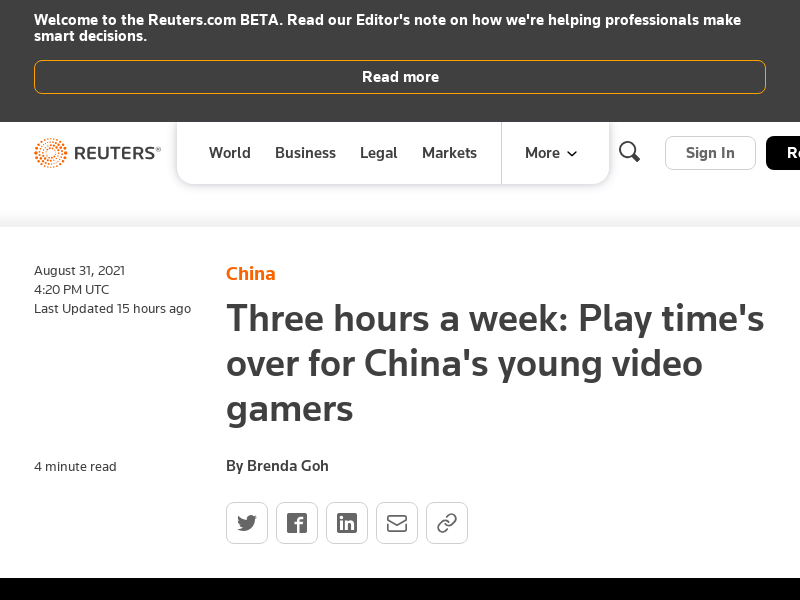 Welcome to the Reuters.com BETA. Read our Editor's note on how we're helping professionals make
smart decisions.
Read more
REUTERS®
World
Business
Legal
Markets
More
Sign In
August 31, 2021
4:20 PM UTC
Last Updated 15 hours ago
China
Three hours a week: Play time's
over for China's young video
gamers
4 minute read
By Brenda Goh